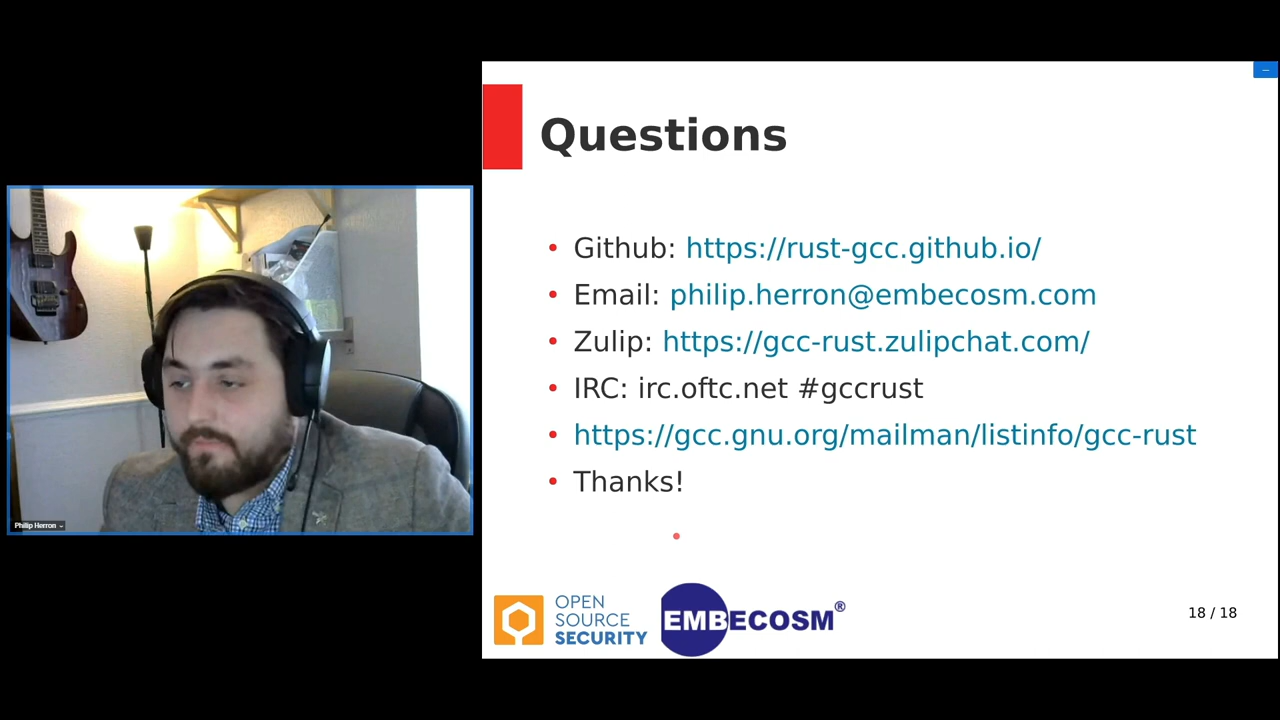 Questions
Github: https://rust-gcc.github.io/
Email: philip.herron@embecosm.com
Zulip: https://gcc-rust.zulipchat.com/
IRC: irc.oftc.net #gccrust
https://gcc.gnu.org/mailman/listinfo/gcc-rust
Thanks!
Philip Herron
OPEN
SOURCE
SECURITY
EMBECOSM®
18 / 18